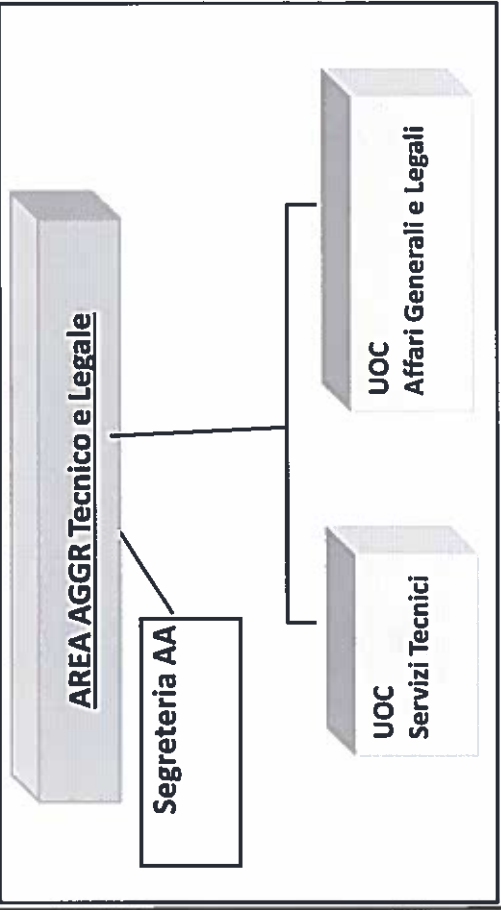 AREA AGGR Tecnico e Legale
Segreteria AA
UOC
Servizi Tecnici
UOC
Affari Generali e Legali